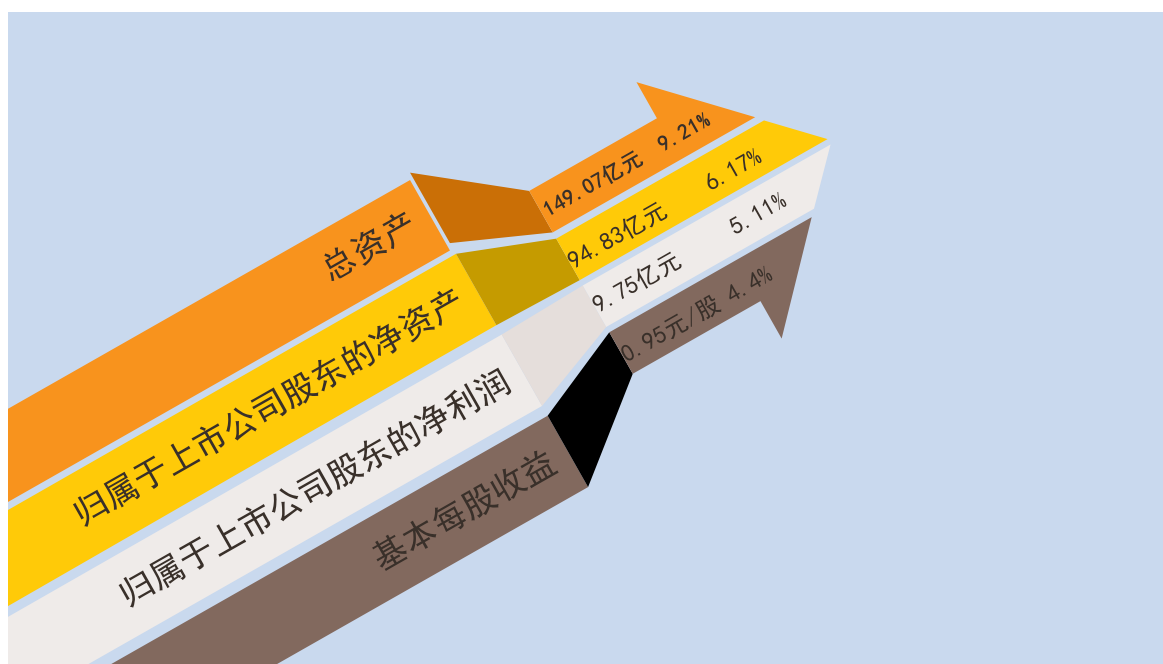 总资产 149.07亿元 9.21%
归属于上市公司股东的净资产 94.83亿元 6.17%
归属于上市公司股东的净利润 9.75亿元 5.11%
基本每股收益 0.95元/股 4.4%